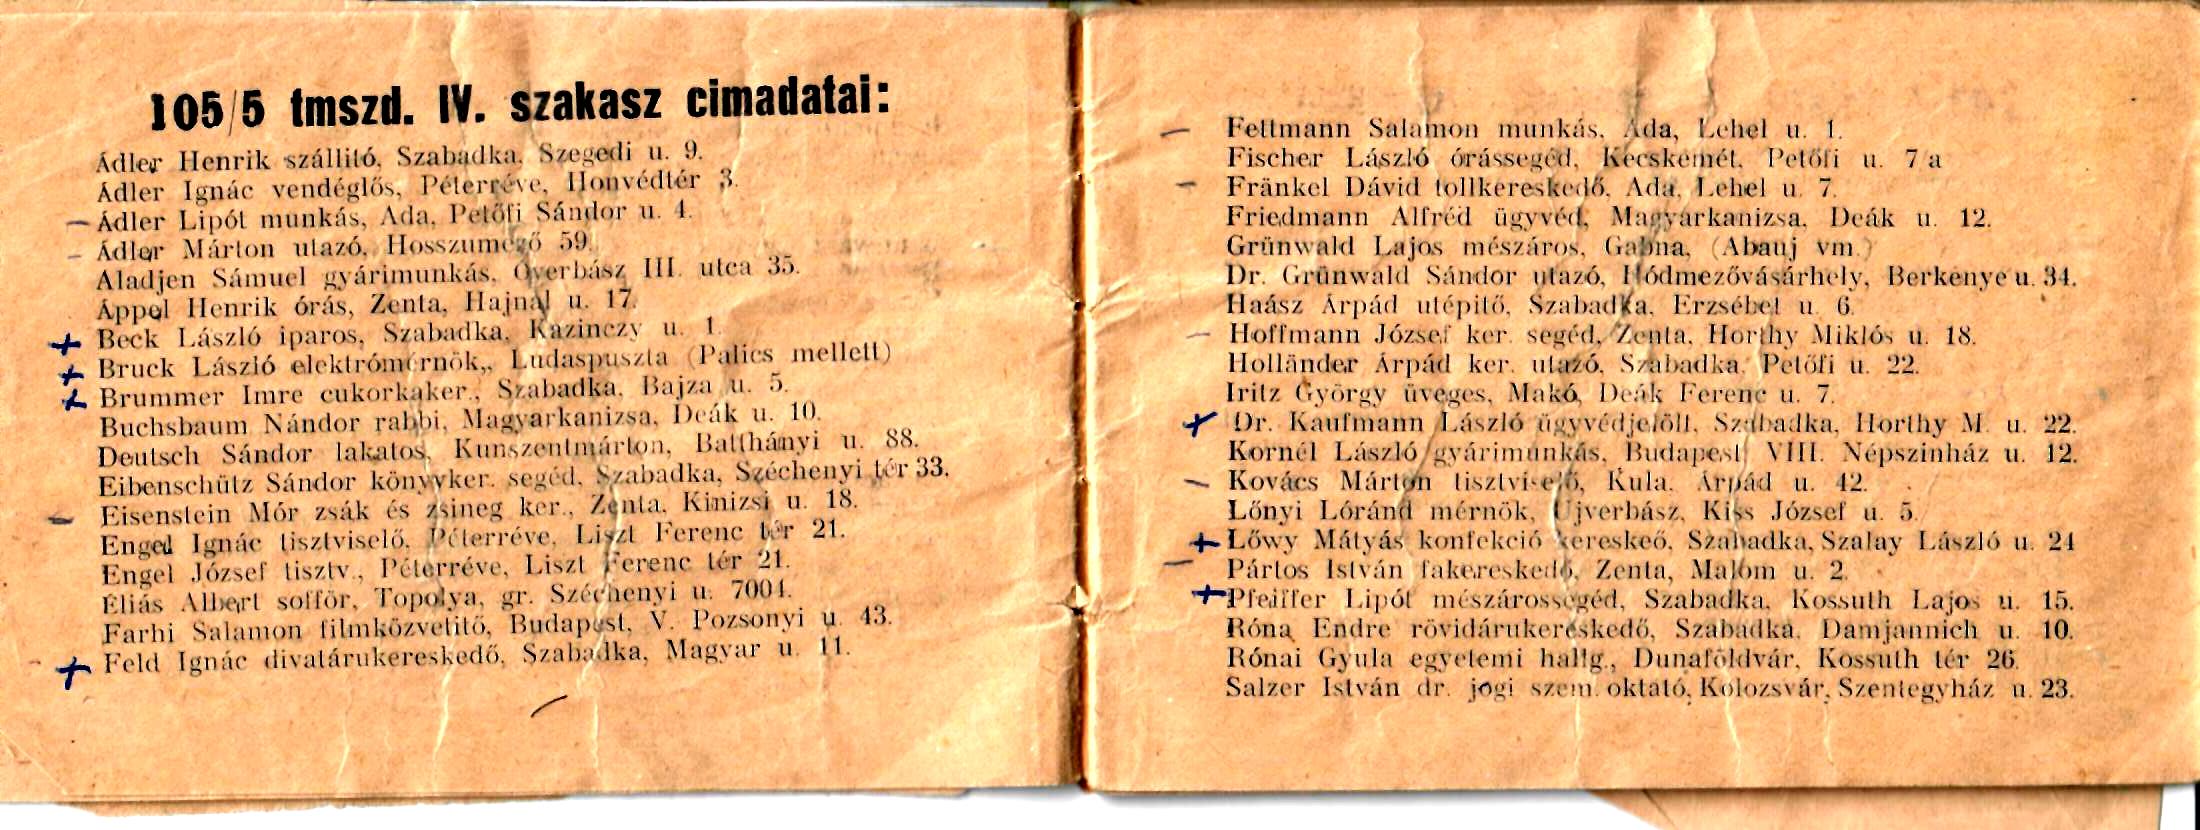 105/5 tmszd. IV. szakasz cimadatai:
Ádler Henrik szállító, Szabadka, Szegedi u. 9.
Ádler Ignác vendéglős, Péterréve, Honvédtér 3.
— Ádler Lipót munkás, Ada, Petőfi Sándor u. 4.
– Ádler Márton utazó, Hosszumező 59.
Aladjen Sámuel gyárimunkás, Óverbász III. utca 35.
Áppel Henrik órás, Zenta, Hajnal u. 17.
+ Beck László iparos, Szabadka, Kazinczy u. 1.
+ Bruck László elektrómérnök,, Ludaspuszta (Palics mellett)
+ Brummer Imre cukorkaker., Szabadka, Bajza u. 5.
Buchsbaum Nándor rabbi, Magyarkanizsa, Deák u. 10.
Deutsch Sándor lakatos, Kunszentmárton, Batthányi u. 88.
Eibenschütz Sándor könyvker. segéd, Szabadka, Széchenyi tér 33.
— Eisenstein Mór zsák és zsineg ker., Zenta, Kinizsi u. 18.
Engel Ignác tisztviselő, Péterréve, Liszt Ferenc tér 21.
Engel József tisztv., Péterréve, Liszt Ferenc tér 21.
Éliás Albert soffőr, Topolya, gr. Széchenyi u. 7004.
Farhi Salamon filmközvetitő, Budapest, V. Pozsonyi u. 43.
- + Feld Ignác divatárukereskedő, Szabadka, Magyar u. 11.
— Feltmann Salamon munkás, Ada, Lehel u. 1.
Fischer László órássegéd, Kecskemét, Petőfi u. 7/a
– Fränkel Dávid tollkereskedő, Ada, Lehel u. 7.
Friedmann Alfréd ügyvéd, Magyarkanizsa, Deák u. 12.
Grünwald Lajos mészáros, Gabna, (Abauj vm.)
Dr. Grünwald Sándor utazó, Hódmezővásárhely, Berkenye u. 34.
Haász Árpád utépitő, Szabadka, Erzsébet u. 6.
– Hoffmann József ker. segéd, Zenta, Horthy Miklós u. 18.
Holländer Árpád ker. utazó, Szabadka, Petőfi u. 22.
Iritz György üveges, Makó, Deák Ferenc u. 7.
+ Dr. Kaufmann László ügyvédjelölt, Szabadka, Horthy M. u. 22.
Kornél László gyárimunkás, Budapest VIII. Népszinház u. 12.
— Kovács Márton tisztviselő, Kula, Árpád u. 42.
Lőnyi Lóránd mérnök, Ujverbász, Kiss József u. 5.
+ Lőwy Mátyás konfekció kereskeő, Szabadka, Szalay László u. 24
— Pártos István fakereskedő, Zenta, Malom u. 2.
+ Pfeiffer Lipót mészárossegéd, Szabadka, Kossuth Lajos u. 15.
Róna Endre rövidárukereskedő, Szabadka, Damjannich u. 10.
Rónai Gyula egyetemi hallg., Dunaföldvár, Kossuth tér 26.
Salzer István dr. jogi szem. oktató, Kolozsvár, Szentegyház u. 23.